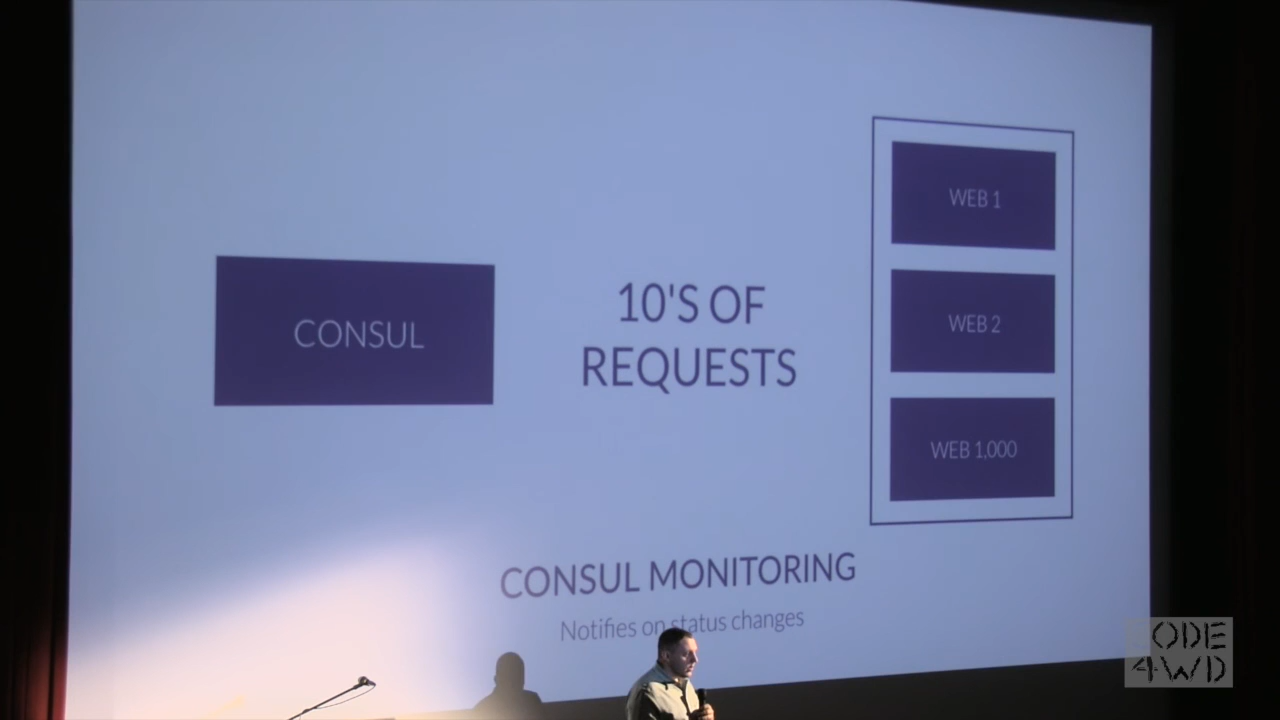 CONSUL
10'S OF
REQUESTS
WEB 1
WEB 2
WEB 1,000
CONSUL MONITORING
Notifies on status changes
ODE
4WD